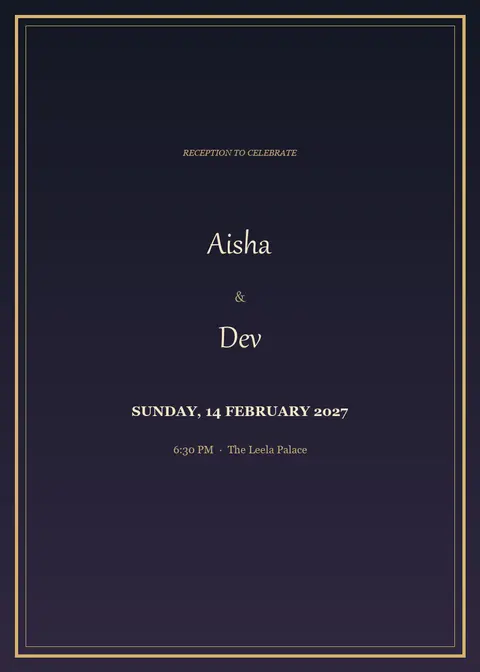 RECEPTION TO CELEBRATE
Aisha
&
Dev
SUNDAY, 14 FEBRUARY 2027
6:30 PM · The Leela Palace